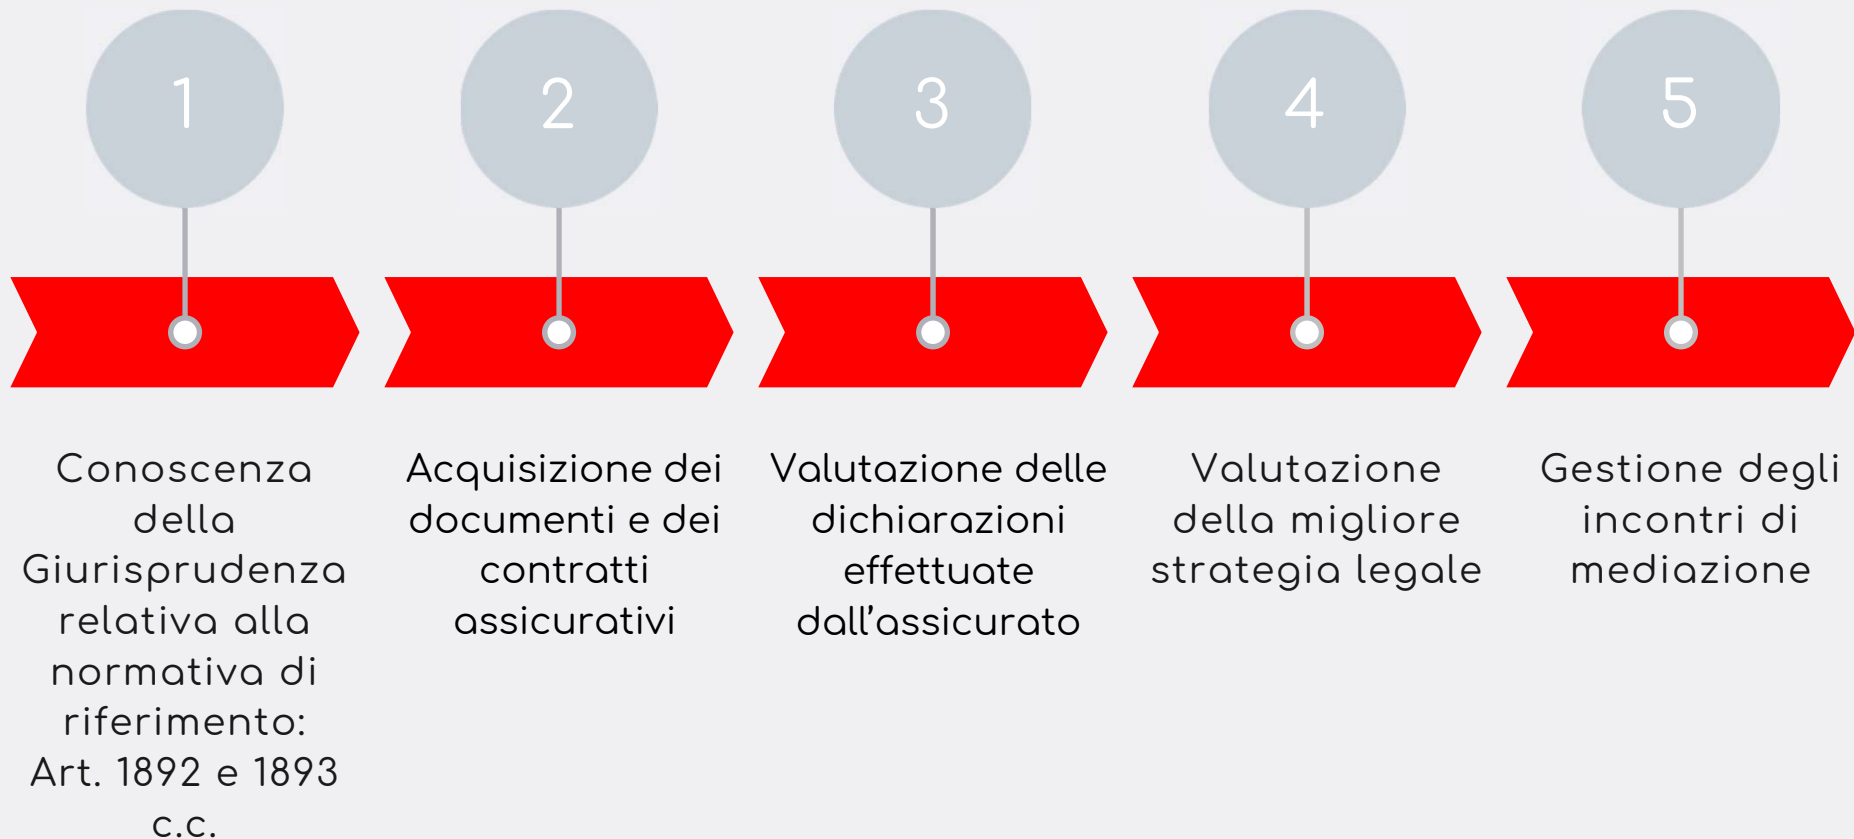 1
2
3
4
5
Conoscenza
della
Giurisprudenza
relativa alla
normativa di
riferimento:
Art. 1892 e 1893
c.c.
Acquisizione dei
documenti e dei
contratti
assicurativi
Valutazione delle
dichiarazioni
effettuate
dall'assicurato
Valutazione
della migliore
strategia legale
Gestione degli
incontri di
mediazione